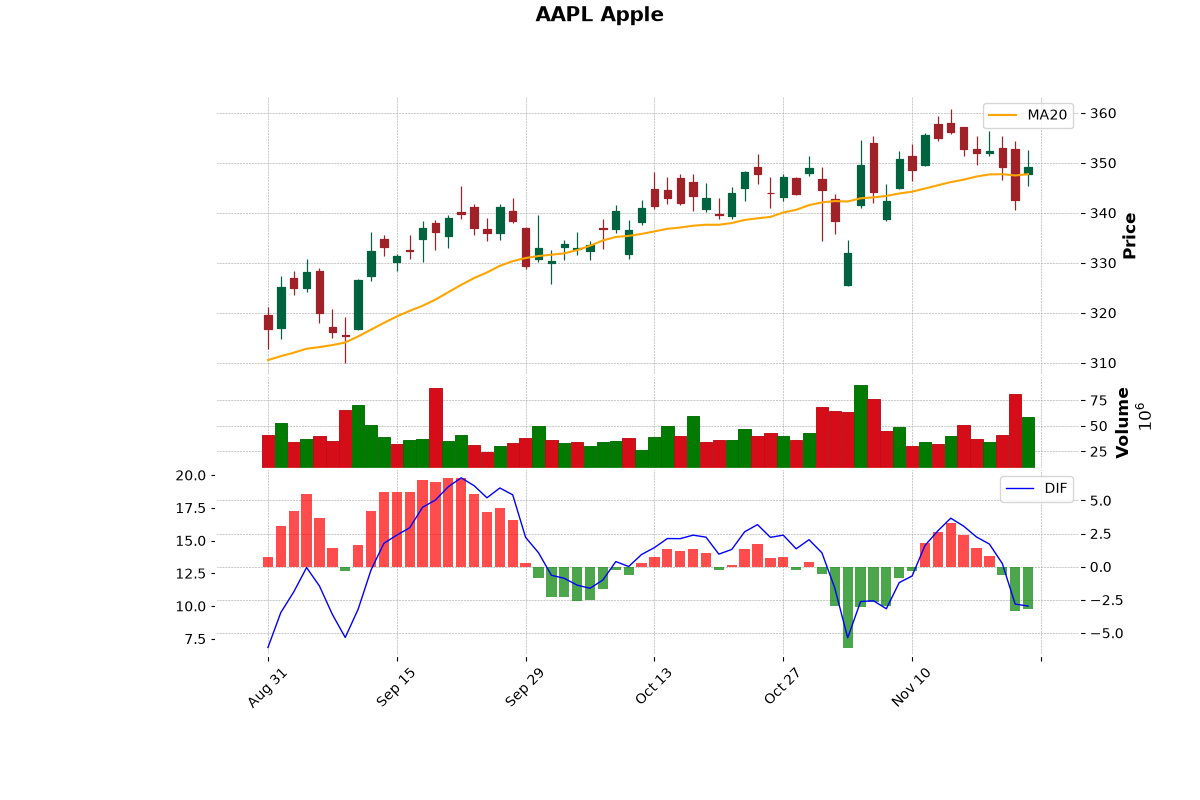 AAPL Apple
MA20
360
350
340
330
320
310
Price
75
50
25
Volume
10^6
DIF
20.0
17.5
15.0
12.5
10.0
7.5
5.0
2.5
0.0
−2.5
−5.0
Aug 31
Sep 15
Sep 29
Oct 13
Oct 27
Nov 10